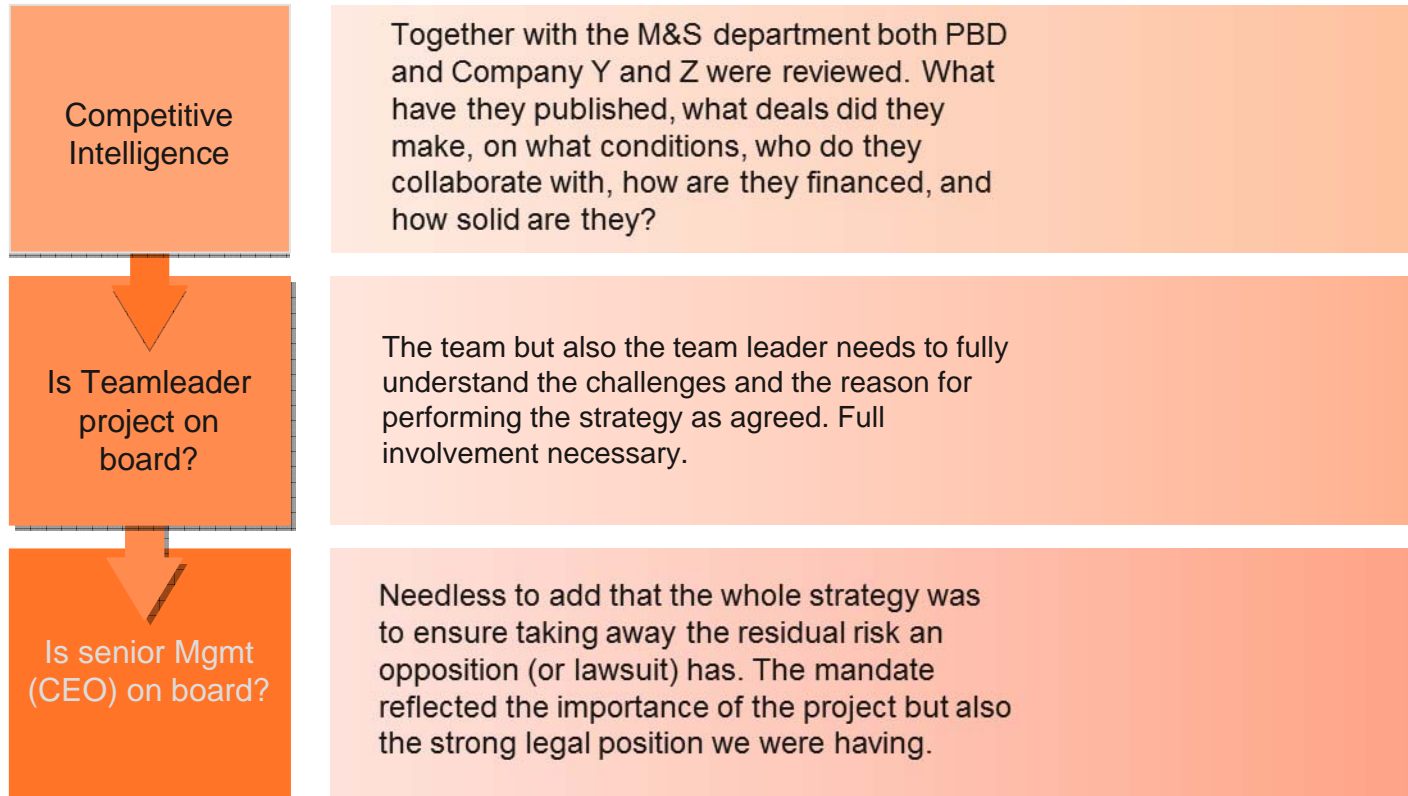 Competitive
Intelligence
Together with the M&S department both PBD
and Company Y and Z were reviewed. What
have they published, what deals did they
make, on what conditions, who do they
collaborate with, how are they financed, and
how solid are they?
Is Teamleader
project on
board?
The team but also the team leader needs to fully
understand the challenges and the reason for
performing the strategy as agreed. Full
involvement necessary.
Is senior Mgmt
(CEO) on board?
Needless to add that the whole strategy was
to ensure taking away the residual risk an
opposition (or lawsuit) has. The mandate
reflected the importance of the project but also
the strong legal position we were having.